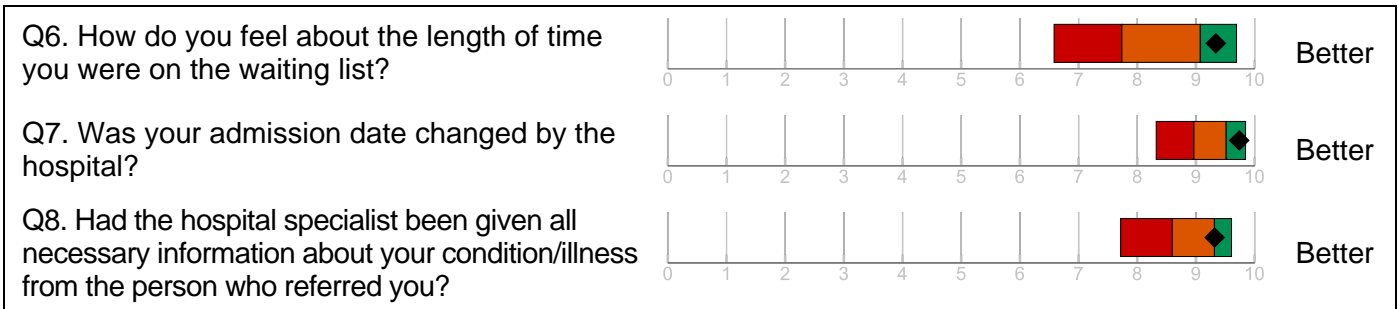 Q6. How do you feel about the length of time
you were on the waiting list?
0 1 2 3 4 5 6 7 8 9 10
Better
Q7. Was your admission date changed by the
hospital?
0 1 2 3 4 5 6 7 8 9 10
Better
Q8. Had the hospital specialist been given all
necessary information about your condition/illness
from the person who referred you?
0 1 2 3 4 5 6 7 8 9 10
Better